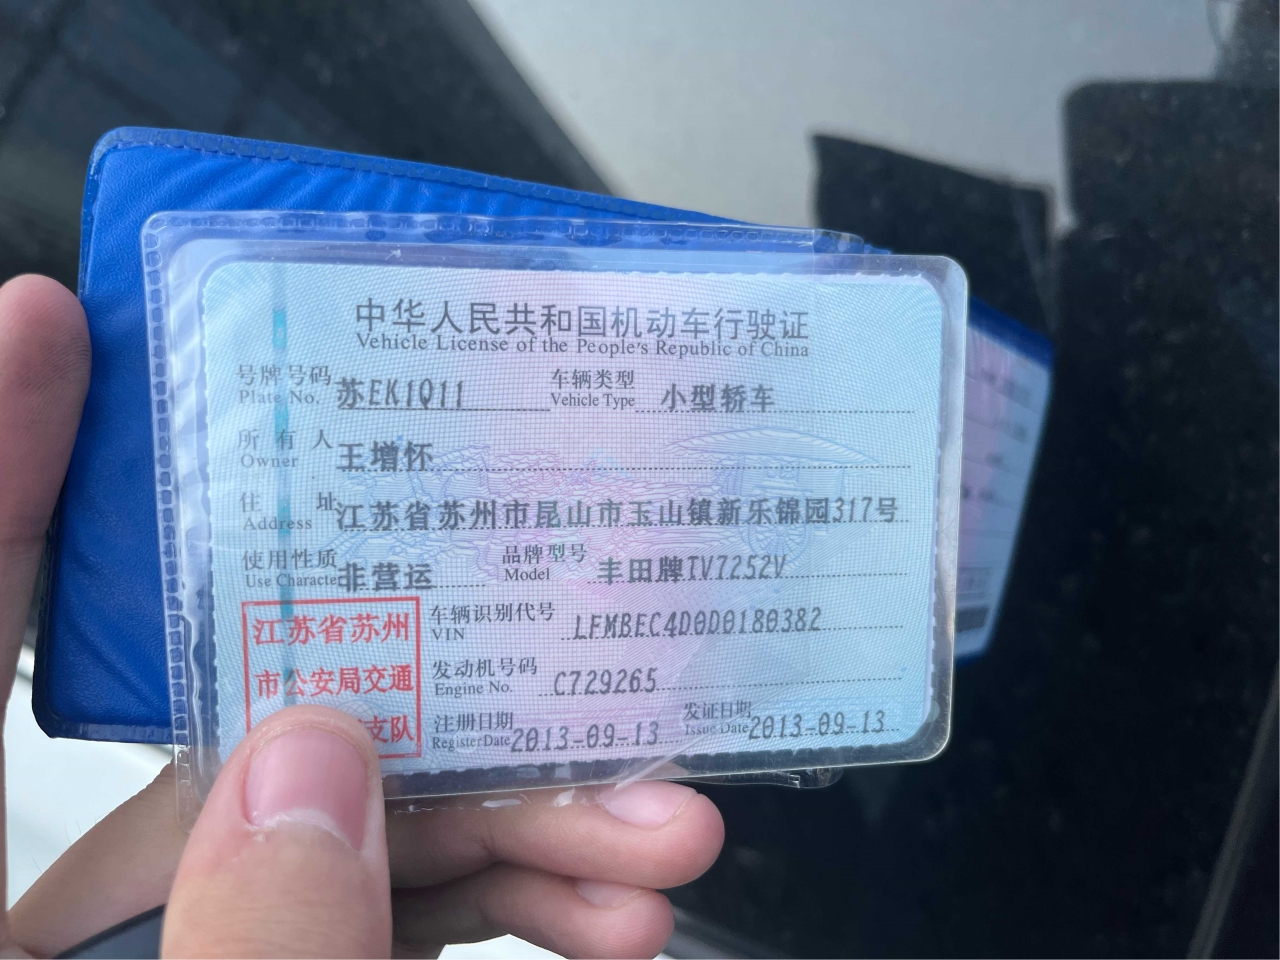 中华人民共和国机动车行驶证
Vehicle License of the People's Republic of China
号牌号码 苏EK1Q11 车辆类型 小型轿车
Plate No. Vehicle Type
所有人 王增怀
Owner
住址 江苏省苏州市昆山市玉山镇新乐锦园317号
Address
使用性质 非营运 品牌型号 丰田牌TV7252V
Use Characte Model
车辆识别代号 LFMBEC4D0D0180382
VIN
发动机号码 C729265
Engine No.
注册日期 2013-09-13 发证日期 2013-09-13
Register Date Issue Date
江苏省苏州
市公安局交通
支队